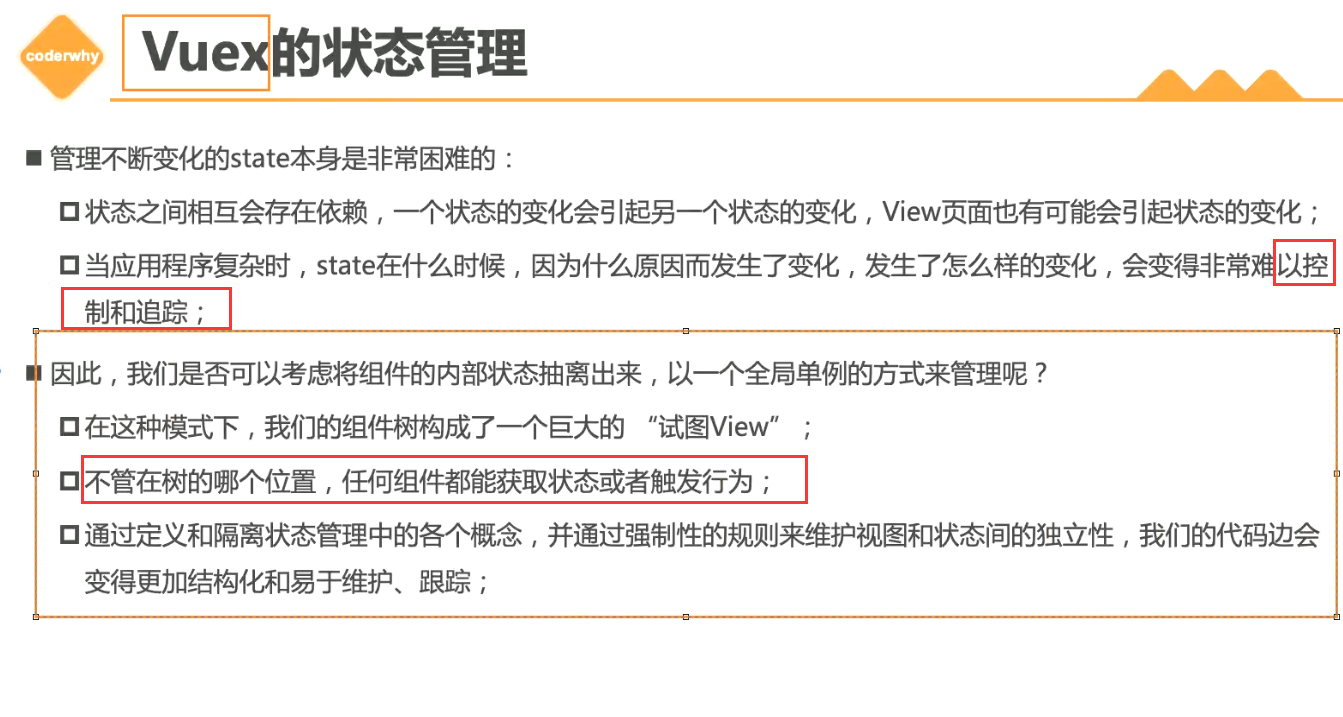 coderwhy
Vuex的状态管理
管理不断变化的state本身是非常困难的：
状态之间相互会存在依赖，一个状态的变化会引起另一个状态的变化，View页面也有可能会引起状态的变化；
当应用程序复杂时，state在什么时候，因为什么原因而发生了变化，发生了怎么样的变化，会变得非常难以控
制和追踪；
因此，我们是否可以考虑将组件的内部状态抽离出来，以一个全局单例的方式来管理呢？
在这种模式下，我们的组件树构成了一个巨大的 “试图View” ；
不管在树的哪个位置，任何组件都能获取状态或者触发行为；
通过定义和隔离状态管理中的各个概念，并通过强制性的规则来维护视图和状态间的独立性，我们的代码边会
变得更加结构化和易于维护、跟踪；